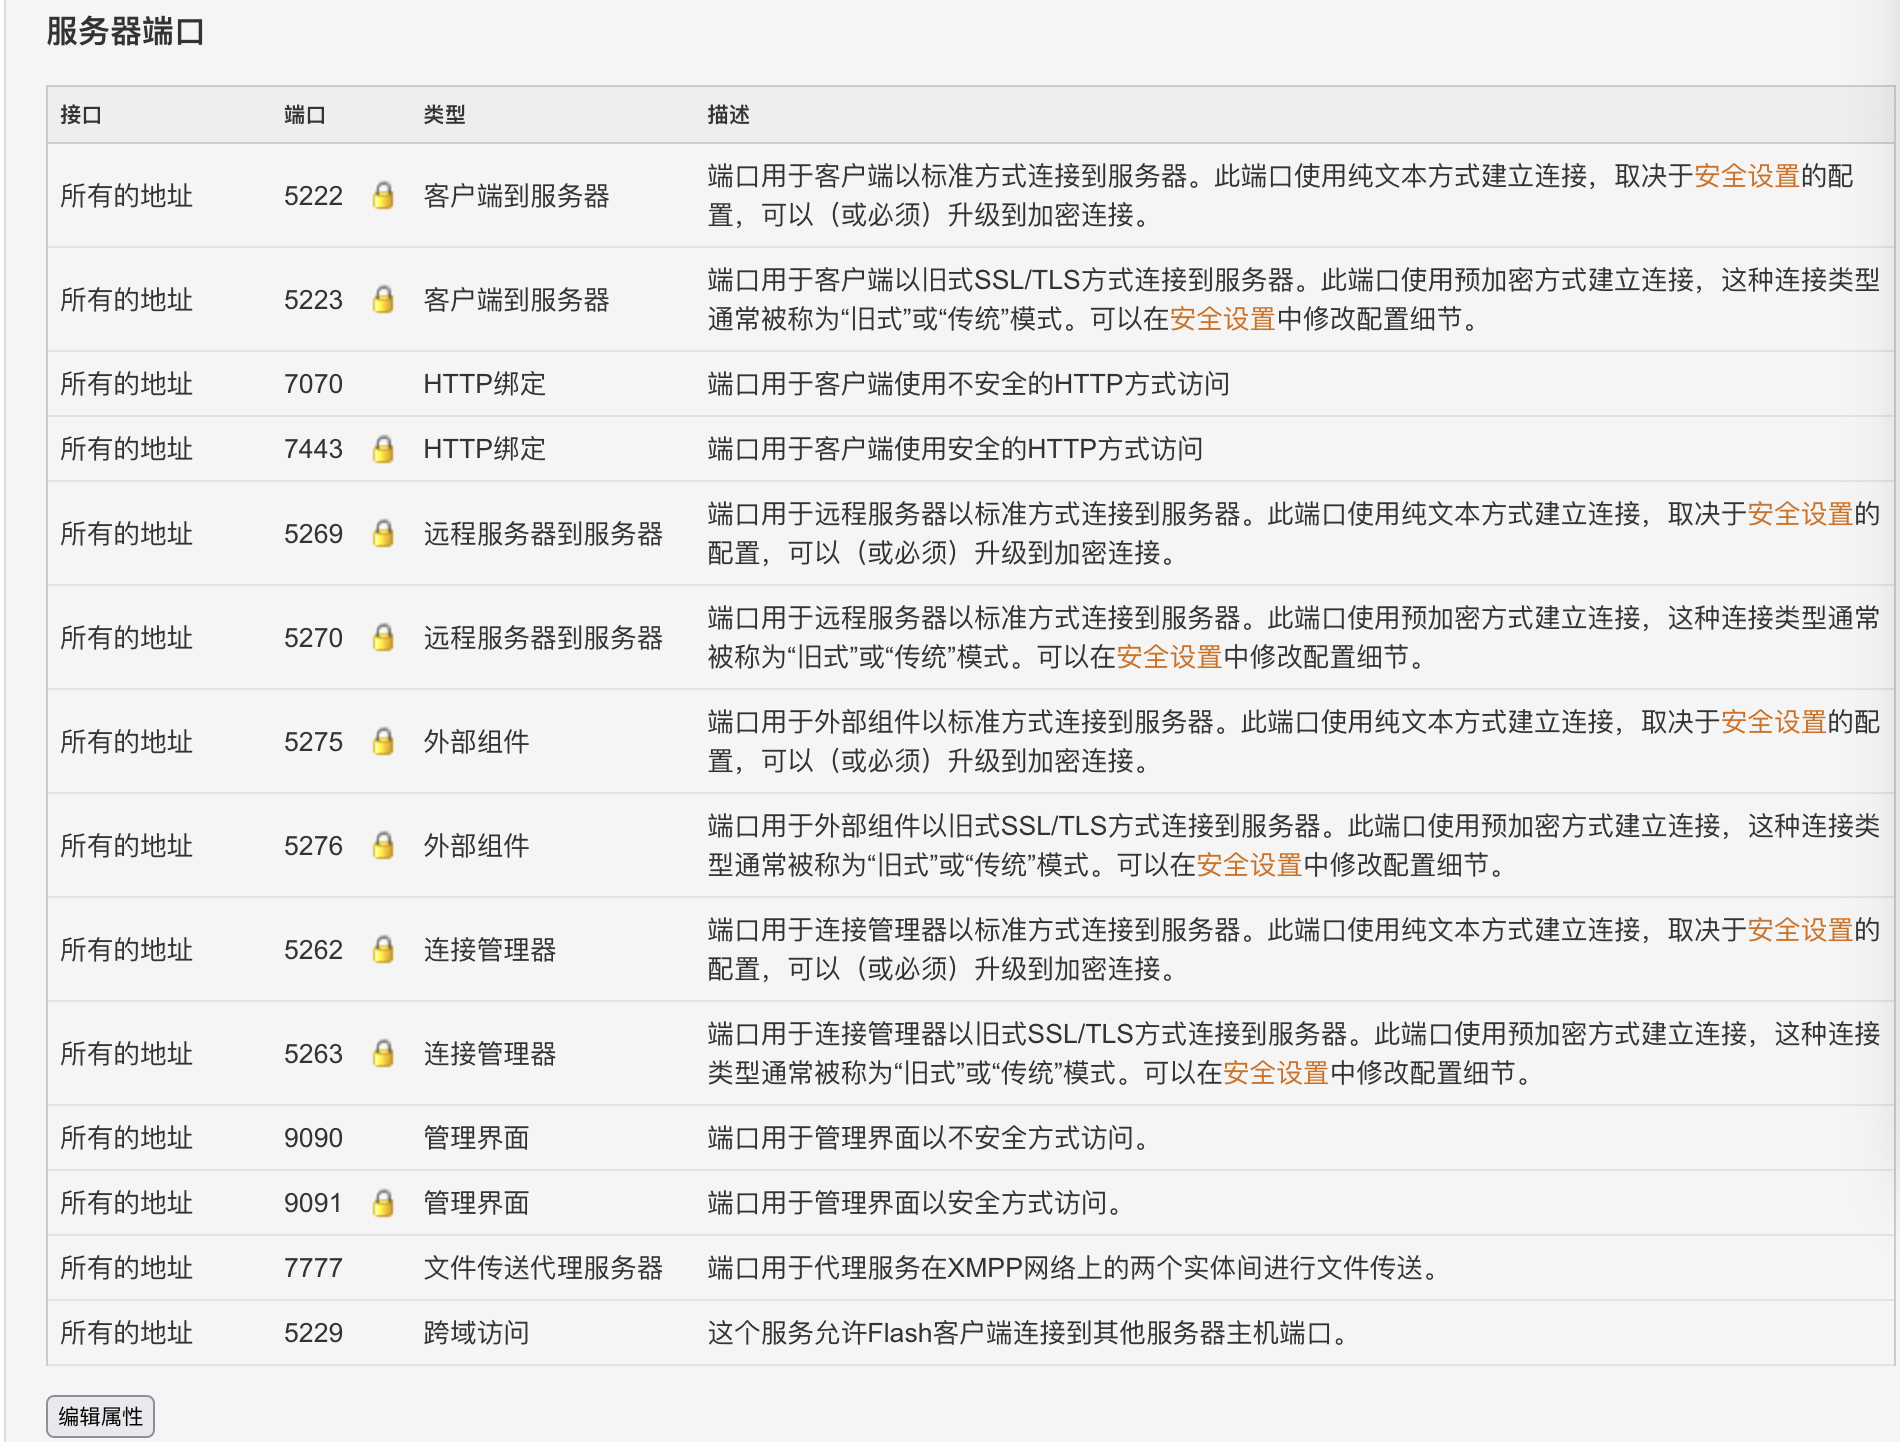 服务器端口
接口 端口 类型 描述
所有的地址 5222 客户端到服务器 端口用于客户端以标准方式连接到服务器。此端口使用纯文本方式建立连接，取决于安全设置的配
置，可以（或必须）升级到加密连接。
所有的地址 5223 客户端到服务器 端口用于客户端以旧式SSL/TLS方式连接到服务器。此端口使用预加密方式建立连接，这种连接类型
通常被称为“旧式”或“传统”模式。可以在安全设置中修改配置细节。
所有的地址 7070 HTTP绑定 端口用于客户端使用不安全的HTTP方式访问
所有的地址 7443 HTTP绑定 端口用于客户端使用安全的HTTP方式访问
所有的地址 5269 远程服务器到服务器 端口用于远程服务器以标准方式连接到服务器。此端口使用纯文本方式建立连接，取决于安全设置的
配置，可以（或必须）升级到加密连接。
所有的地址 5270 远程服务器到服务器 端口用于远程服务器以标准方式连接到服务器。此端口使用预加密方式建立连接，这种连接类型通常
被称为“旧式”或“传统”模式。可以在安全设置中修改配置细节。
所有的地址 5275 外部组件 端口用于外部组件以标准方式连接到服务器。此端口使用纯文本方式建立连接，取决于安全设置的配
置，可以（或必须）升级到加密连接。
所有的地址 5276 外部组件 端口用于外部组件以旧式SSL/TLS方式连接到服务器。此端口使用预加密方式建立连接，这种连接类
型通常被称为“旧式”或“传统”模式。可以在安全设置中修改配置细节。
所有的地址 5262 连接管理器 端口用于连接管理器以标准方式连接到服务器。此端口使用纯文本方式建立连接，取决于安全设置的
配置，可以（或必须）升级到加密连接。
所有的地址 5263 连接管理器 端口用于连接管理器以旧式SSL/TLS方式连接到服务器。此端口使用预加密方式建立连接，这种连接
类型通常被称为“旧式”或“传统”模式。可以在安全设置中修改配置细节。
所有的地址 9090 管理界面 端口用于管理界面以不安全方式访问。
所有的地址 9091 管理界面 端口用于管理界面以安全方式访问。
所有的地址 7777 文件传送代理服务器 端口用于代理服务在XMPP网络上的两个实体间进行文件传送。
所有的地址 5229 跨域访问 这个服务允许Flash客户端连接到其他服务器主机端口。
编辑属性